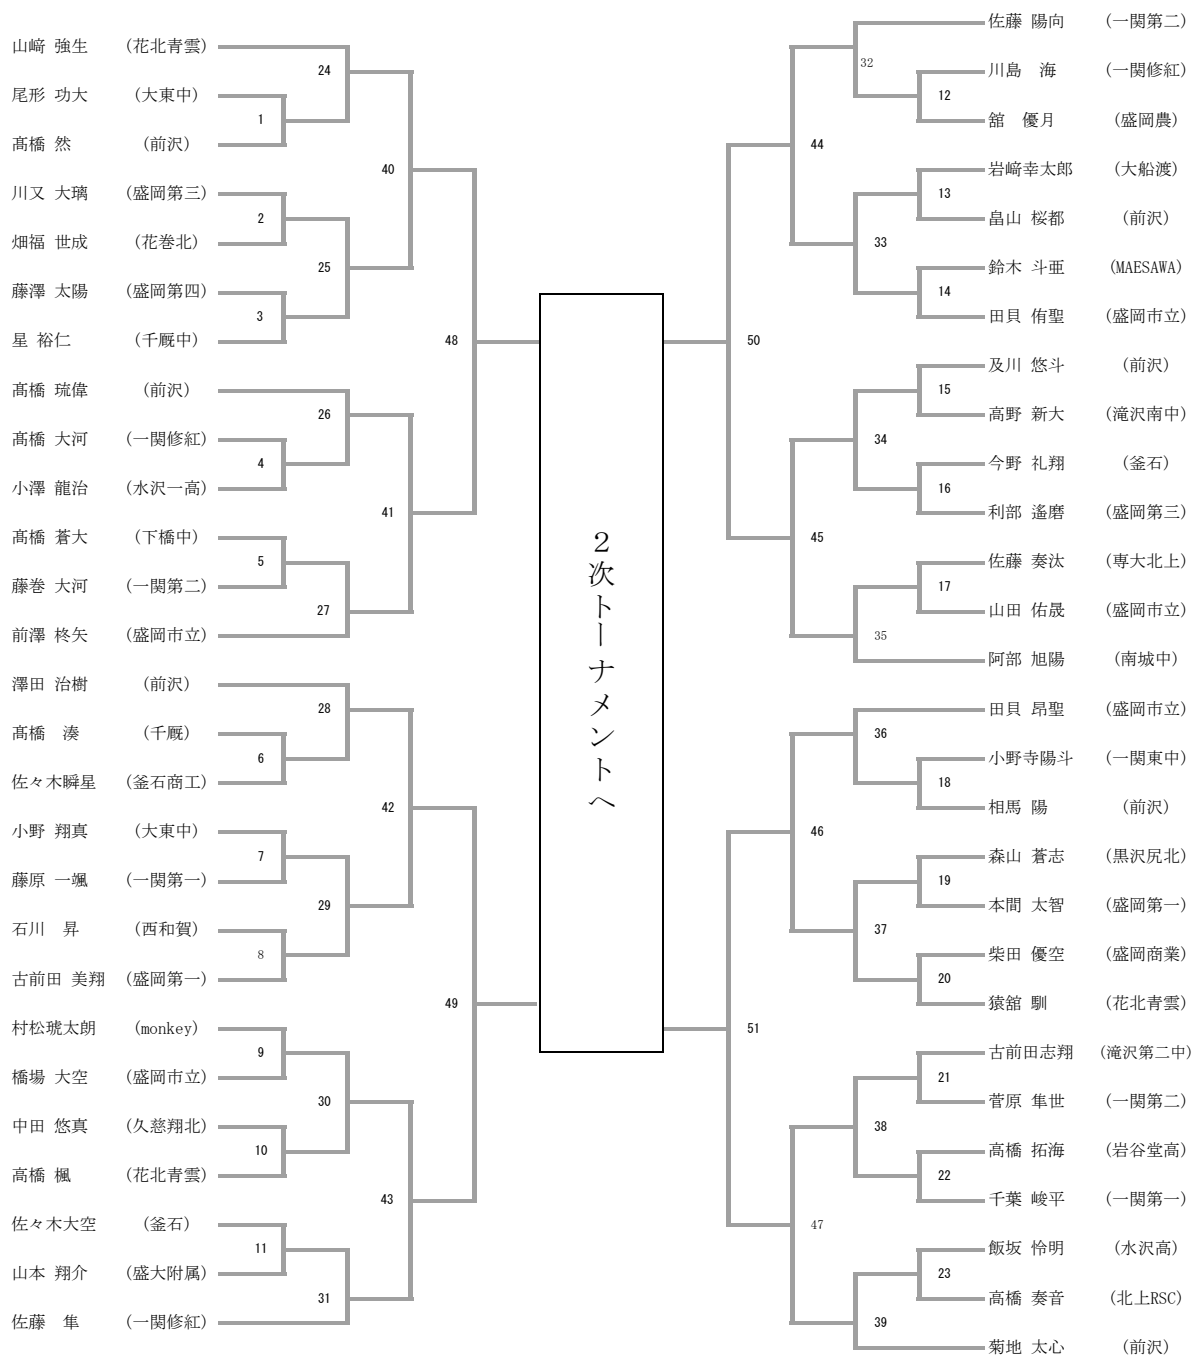 山﨑 強生 (花北青雲)
24
尾形 功大 (大東中)
1
髙橋 然 (前沢)
40
川又 大璃 (盛岡第三)
2
畑福 世成 (花巻北)
25
藤澤 太陽 (盛岡第四)
3
星 裕仁 (千厩中)
48
髙橋 琉偉 (前沢)
26
髙橋 大河 (一関修紅)
4
小澤 龍治 (水沢一高)
41
髙橋 蒼大 (下橋中)
5
藤巻 大河 (一関第二)
27
前澤 柊矢 (盛岡市立)
澤田 治樹 (前沢)
28
髙橋 湊 (千厩)
6
佐々木瞬星 (釜石商工)
42
小野 翔真 (大東中)
7
藤原 一颯 (一関第一)
29
石川 昇 (西和賀)
8
古前田 美翔 (盛岡第一)
49
村松琥太朗 (monkey)
9
橋場 大空 (盛岡市立)
30
中田 悠真 (久慈翔北)
10
高橋 楓 (花北青雲)
43
佐々木大空 (釜石)
11
山本 翔介 (盛大附属)
31
佐藤 隼 (一関修紅)
2次トーナメントへ
佐藤 陽向 (一関第二)
32
川島 海 (一関修紅)
12
舘 優月 (盛岡農)
44
岩﨑幸太郎 (大船渡)
13
畠山 桜都 (前沢)
33
鈴木 斗亜 (MAESAWA)
14
田貝 侑聖 (盛岡市立)
50
及川 悠斗 (前沢)
15
高野 新大 (滝沢南中)
34
今野 礼翔 (釜石)
16
利部 遙磨 (盛岡第三)
45
佐藤 奏汰 (専大北上)
17
山田 佑晟 (盛岡市立)
35
阿部 旭陽 (南城中)
田貝 昂聖 (盛岡市立)
36
小野寺陽斗 (一関東中)
18
相馬 陽 (前沢)
46
森山 蒼志 (黒沢尻北)
19
本間 太智 (盛岡第一)
37
柴田 優空 (盛岡商業)
20
猿舘 馴 (花北青雲)
51
古前田志翔 (滝沢第二中)
21
菅原 隼世 (一関第二)
38
高橋 拓海 (岩谷堂高)
22
千葉 峻平 (一関第一)
47
飯坂 怜明 (水沢高)
23
高橋 奏音 (北上RSC)
39
菊地 太心 (前沢)